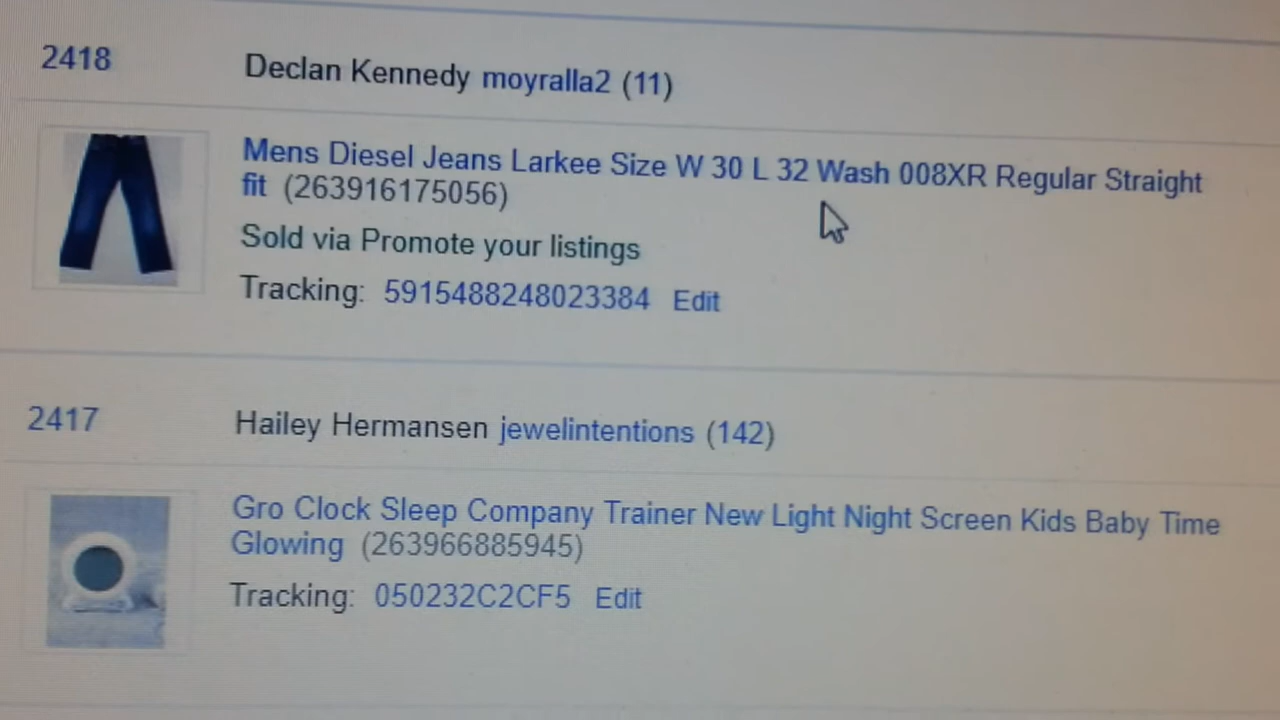 2418
Declan Kennedy moyralla2 (11)
Mens Diesel Jeans Larkee Size W 30 L 32 Wash 008XR Regular Straight
fit (263916175056)
Sold via Promote your listings
Tracking: 5915488248023384 Edit
2417
Hailey Hermansen jewelintentions (142)
Gro Clock Sleep Company Trainer New Light Night Screen Kids Baby Time
Glowing (263966885945)
Tracking: 050232C2CF5 Edit